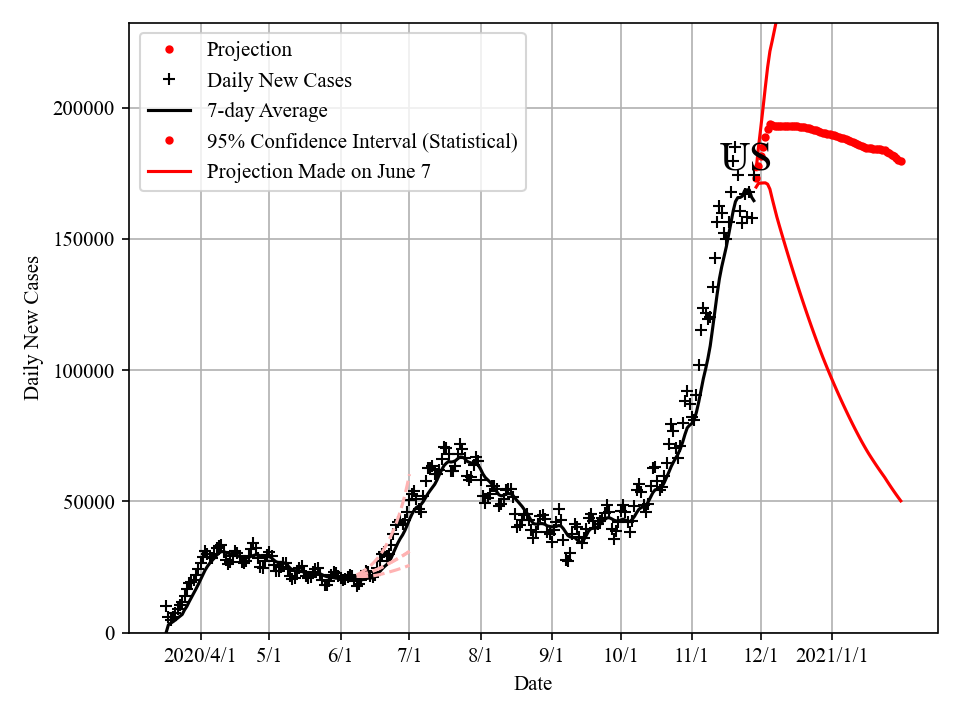 Projection
Daily New Cases
7-day Average
95% Confidence Interval (Statistical)
Projection Made on June 7
US
200000
150000
100000
50000
0
Daily New Cases
2020/4/1 5/1 6/1 7/1 8/1 9/1 10/1 11/1 12/1 2021/1/1
Date